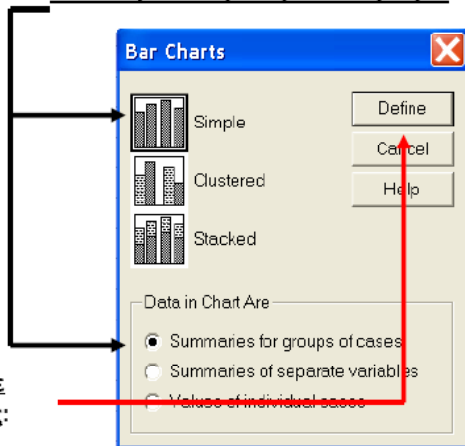 Bar Charts
Simple
Define
Cancel
Clustered
Help
Stacked
Data in Chart Are
Summaries for groups of cases
Summaries of separate variables
Values of individual cases